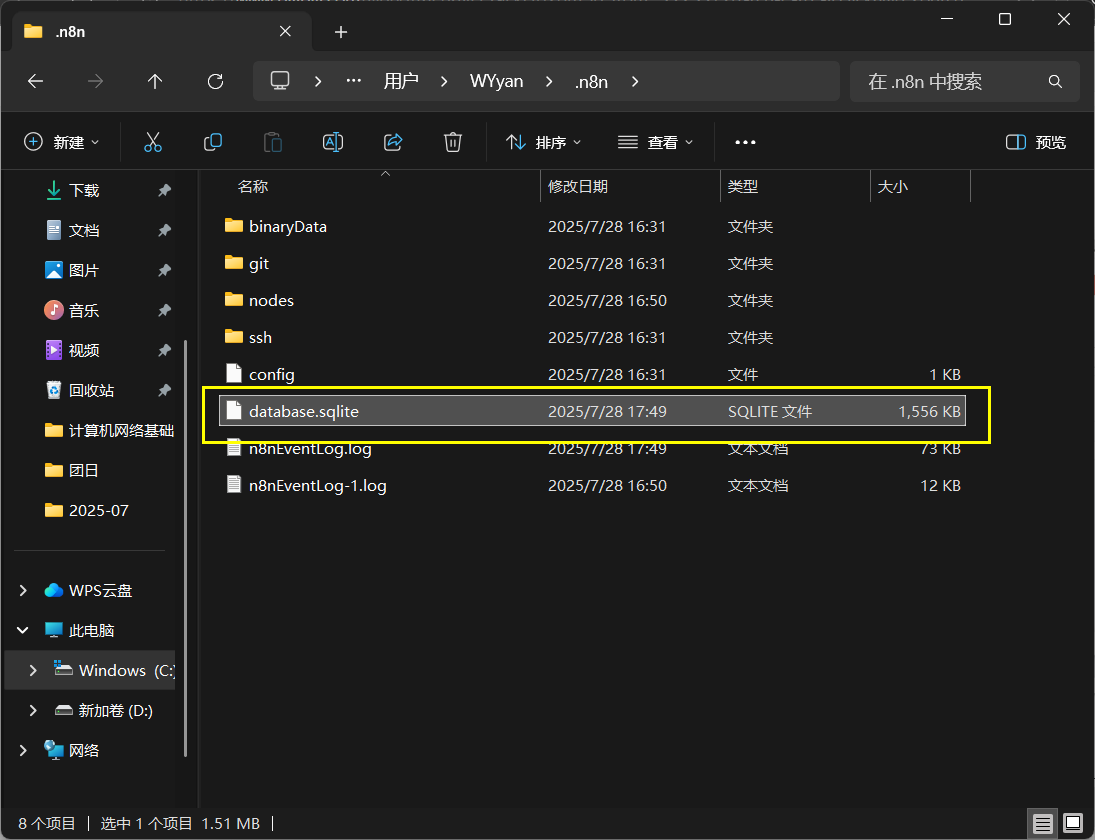 .n8n
用户 WYyan .n8n 在 .n8n 中搜索
新建 排序 查看 预览
下载
文档
图片
音乐
视频
回收站
计算机网络基础
团日
2025-07
WPS云盘
此电脑
Windows (C:)
新加卷 (D:)
网络
名称 修改日期 类型 大小
binaryData 2025/7/28 16:31 文件夹
git 2025/7/28 16:31 文件夹
nodes 2025/7/28 16:50 文件夹
ssh 2025/7/28 16:31 文件夹
config 2025/7/28 16:31 文件 1 KB
database.sqlite 2025/7/28 17:49 SQLITE 文件 1,556 KB
n8nEventLog.log 2025/7/28 17:49 文本文档 73 KB
n8nEventLog-1.log 2025/7/28 16:50 文本文档 12 KB
8 个项目 选中 1 个项目 1.51 MB